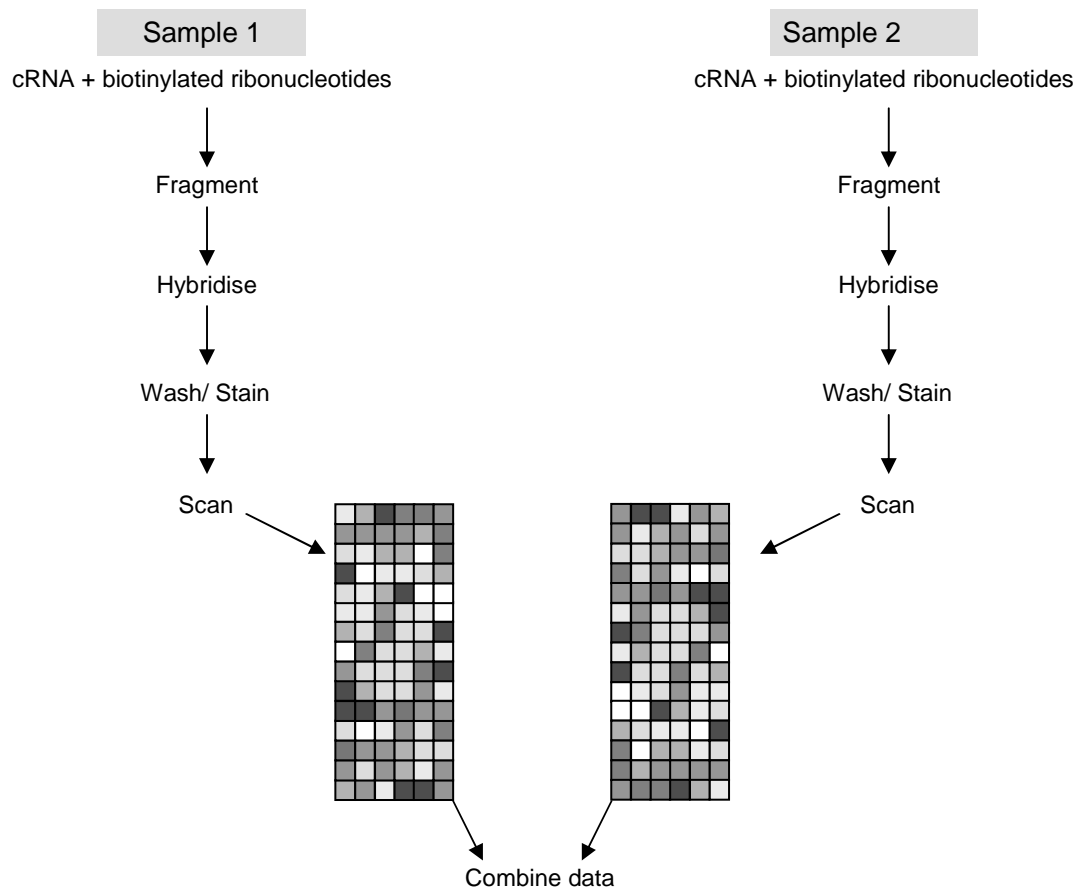 Sample 1
cRNA + biotinylated ribonucleotides
Fragment
Hybridise
Wash/ Stain
Scan
Sample 2
cRNA + biotinylated ribonucleotides
Fragment
Hybridise
Wash/ Stain
Scan
Combine data